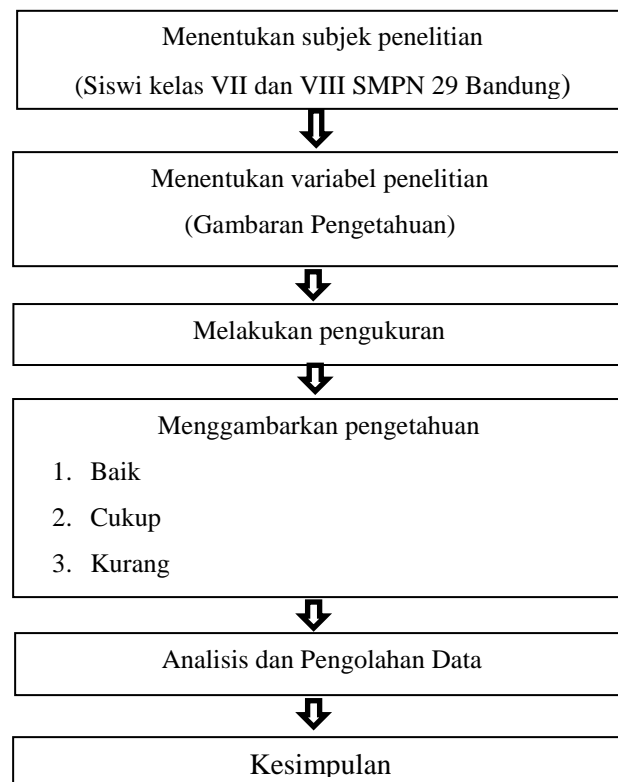 Menentukan subjek penelitian
(Siswi kelas VII dan VIII SMPN 29 Bandung)
Menentukan variabel penelitian
(Gambaran Pengetahuan)
Melakukan pengukuran
Menggambarkan pengetahuan
1. Baik
2. Cukup
3. Kurang
Analisis dan Pengolahan Data
Kesimpulan